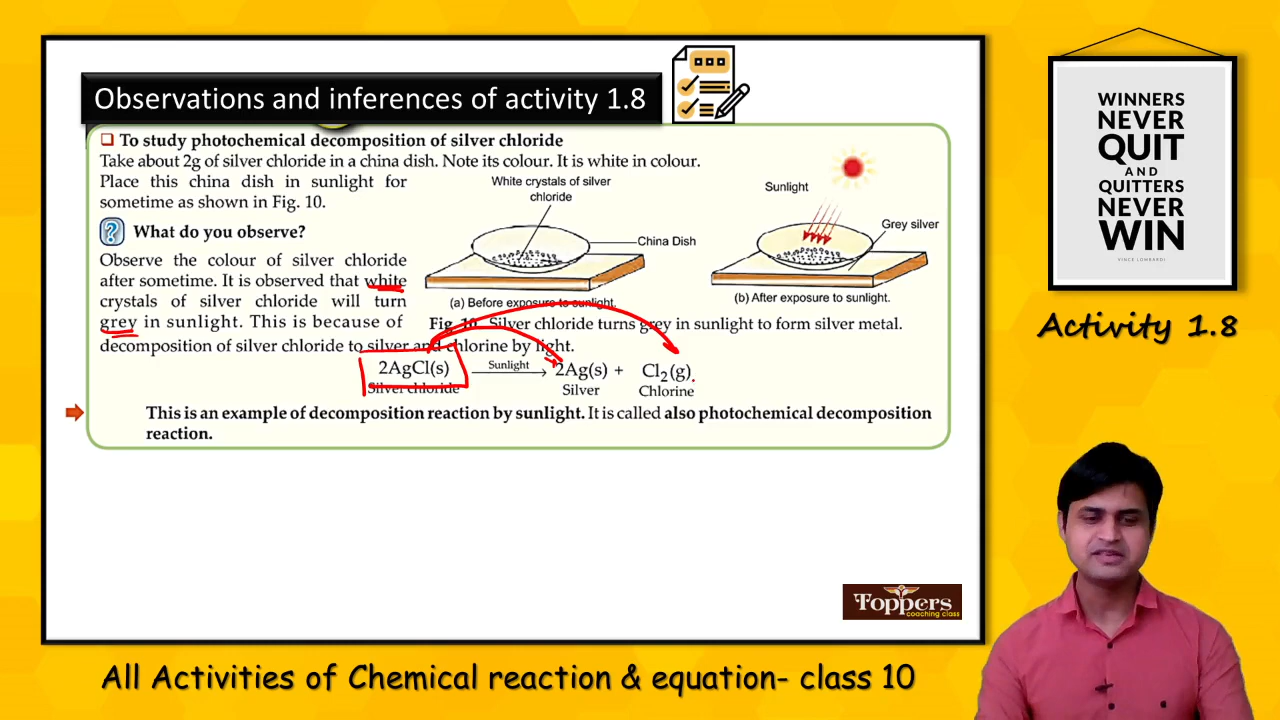 Observations and inferences of activity 1.8
❑ To study photochemical decomposition of silver chloride
Take about 2g of silver chloride in a china dish. Note its colour. It is white in colour.
Place this china dish in sunlight for
sometime as shown in Fig. 10.
? What do you observe?
Observe the colour of silver chloride
after sometime. It is observed that white
crystals of silver chloride will turn
grey in sunlight. This is because of
decomposition of silver chloride to silver and chlorine by light.
White crystals of silver
chloride
China Dish
(a) Before exposure to sunlight.
Sunlight
Grey silver
(b) After exposure to sunlight.
Fig. 10 Silver chloride turns grey in sunlight to form silver metal.
2AgCl(s) Sunlight → 2Ag(s) + Cl₂(g)
Silver chloride Silver Chlorine
This is an example of decomposition reaction by sunlight. It is called also photochemical decomposition
reaction.
Toppers
coaching class
WINNERS
NEVER
QUIT
AND
QUITTERS
NEVER
WIN
VINCE LOMBARDI
Activity 1.8
All Activities of Chemical reaction & equation- class 10